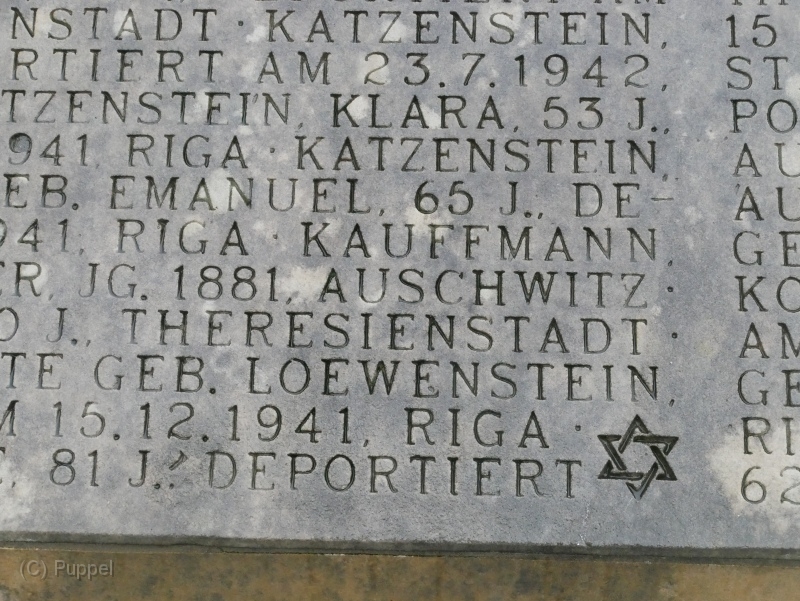 NSTADT · KATZENSTEIN,
RTIERT AM 23.7.1942,
TZENSTEIN, KLARA, 53 J.,
941, RIGA · KATZENSTEIN,
EB. EMANUEL, 65 J., DE-
941, RIGA · KAUFFMANN,
ER, JG. 1881, AUSCHWITZ ·
O J., THERESIENSTADT ·
TE GEB. LOEWENSTEIN,
M 15.12.1941, RIGA ·
E, 81 J., DEPORTIERT
15
ST
PO
AU
AU
GE
KO
AM
GE
RI
62
(C) Puppel